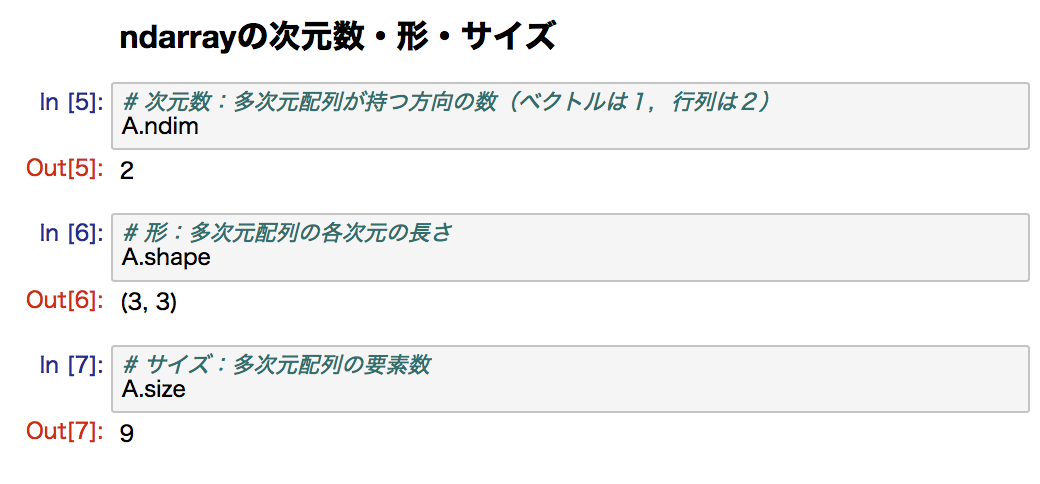 ndarrayの次元数・形・サイズ
In [5]: # 次元数：多次元配列が持つ方向の数（ベクトルは１，行列は２）
A.ndim
Out[5]: 2
In [6]: # 形：多次元配列の各次元の長さ
A.shape
Out[6]: (3, 3)
In [7]: # サイズ：多次元配列の要素数
A.size
Out[7]: 9